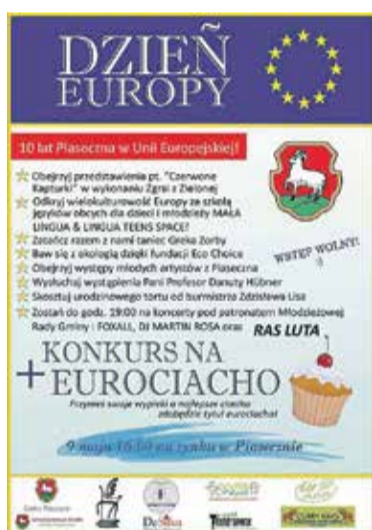 DZIEŃ
EUROPY
10 lat Piaseczna w Unii Europejskiej!
Obejrzyj przedstawienia pt. "Czerwone
Kapturki" w wykonaniu Zgrai z Zielonej
Odkryj wielokulturowość Europy ze szkołą
języków obcych dla dzieci i młodzieży MAŁA
LINGUA & LINGUA TEENS SPACE!
Zatańcz razem z nami taniec Greka Zorby
Baw się z ekologią dzięki fundacji Eco Choice
WSTĘP WOLNY!
:)
Obejrzyj występy młodych artystów z Piaseczna
Wysłuchaj wystąpienia Pani Profesor Danuty Hübner
Skosztuj urodzinowego tortu od burmistrza Zdzisława Lisa
Zostań do godz. 19:00 na koncerty pod patronatem Młodzieżowej
Rady Gminy : FOXALL, DJ MARTIN ROSA oraz RAS LUTA
+ KONKURS NA
EUROCIACHO
Przynieś swoje wypieki a najlepsze ciastko
zdobędzie tytuł eurociacha!
9 maja na rynku w Piasecznie